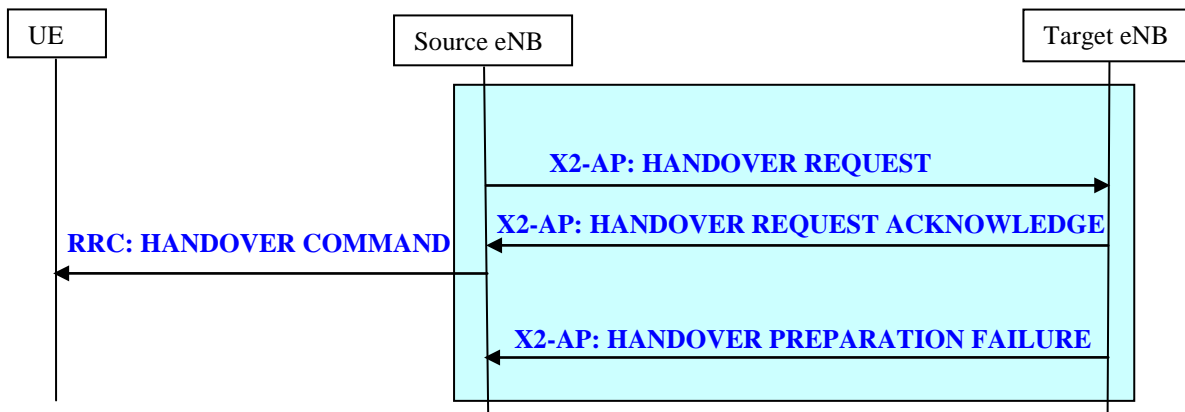 UE
Source eNB
Target eNB
X2-AP: HANDOVER REQUEST
X2-AP: HANDOVER REQUEST ACKNOWLEDGE
RRC: HANDOVER COMMAND
X2-AP: HANDOVER PREPARATION FAILURE